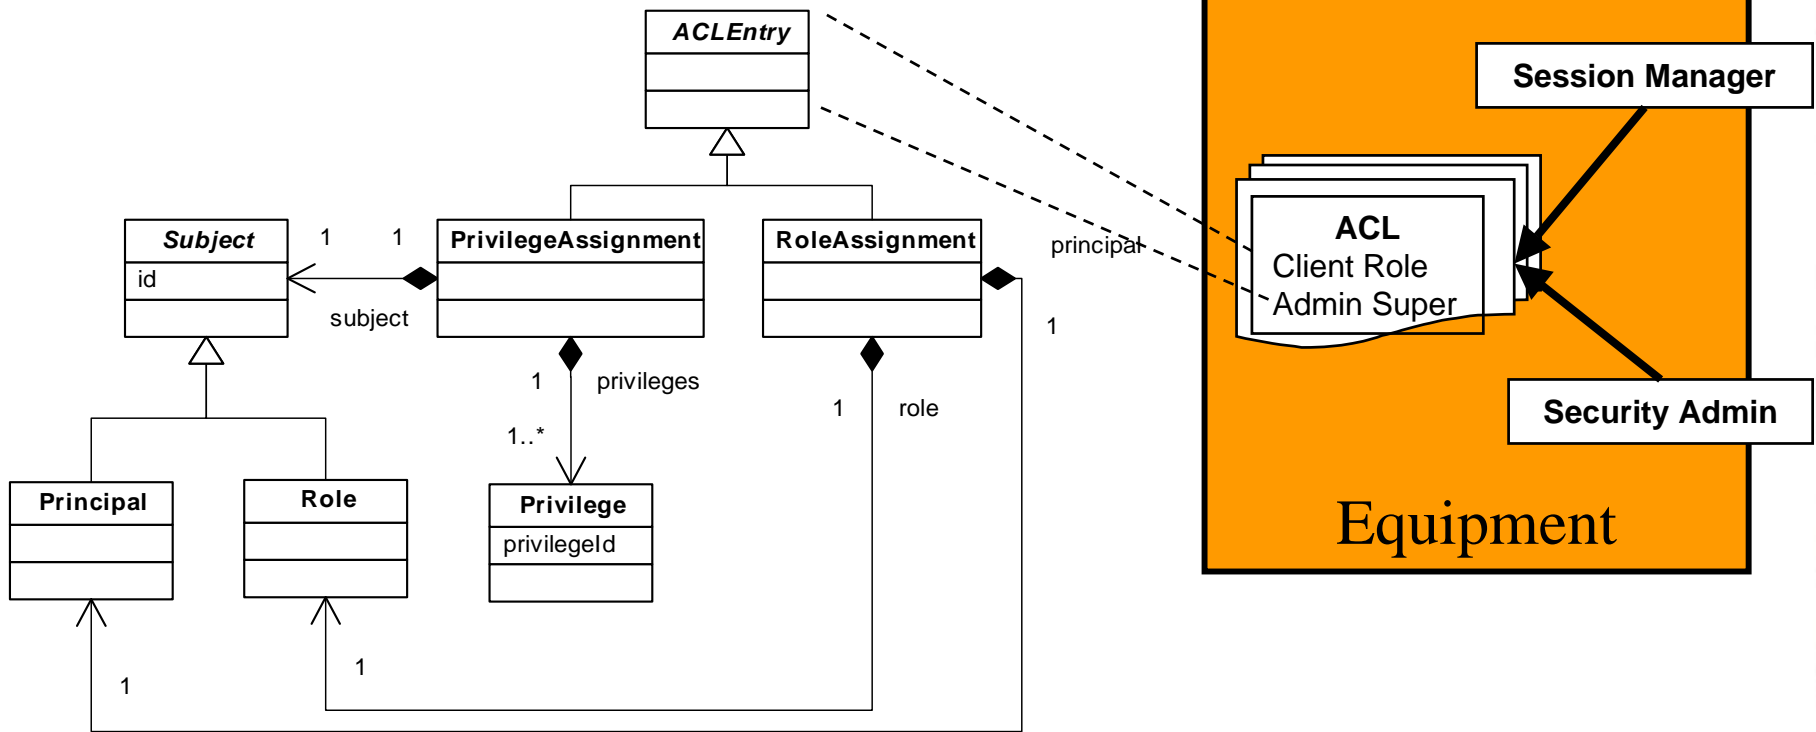 ACLEntry
Session Manager
Subject
id
1
1
subject
PrivilegeAssignment
RoleAssignment
principal
1
ACL
Client Role
Admin Super
1
privileges
1..*
1
role
Security Admin
Principal
Role
Privilege
privilegeId
Equipment
1
1